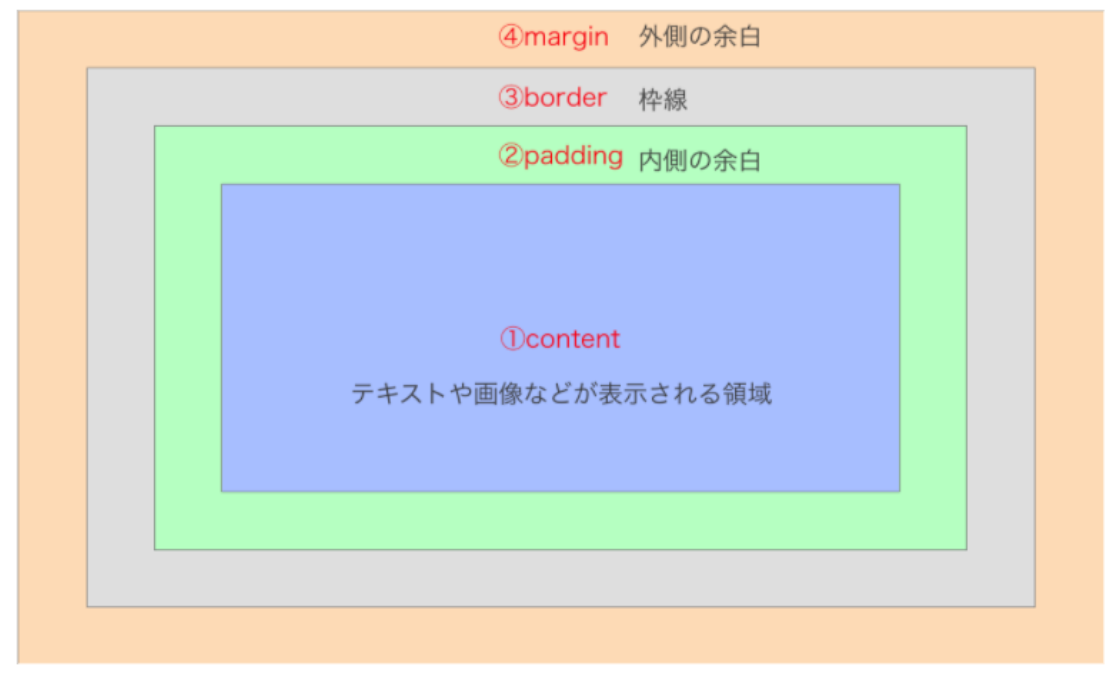 ④margin 外側の余白
③border 枠線
②padding 内側の余白
①content
テキストや画像などが表示される領域